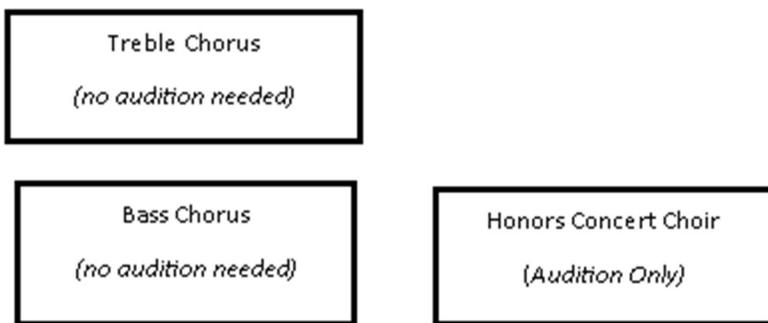 Treble Chorus
(no audition needed)
Bass Chorus
(no audition needed)
Honors Concert Choir
(Audition Only)